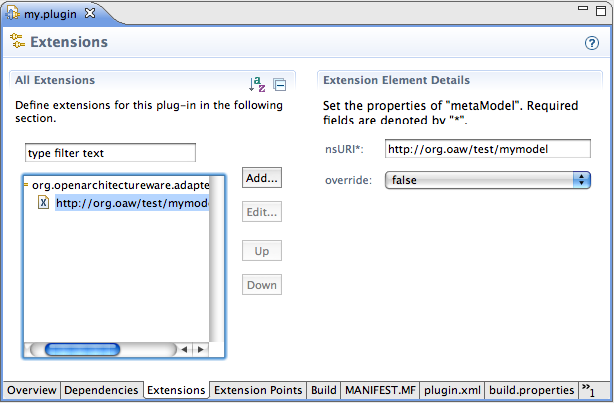 my.plugin
Extensions
All Extensions
Define extensions for this plug-in in the following
section.
type filter text
org.openarchitectureware.adapte
http://org.oaw/test/mymode
Add...
Edit...
Up
Down
Extension Element Details
Set the properties of "metaModel". Required
fields are denoted by "*".
nsURI*: http://org.oaw/test/mymodel
override: false
Overview Dependencies Extensions Extension Points Build MANIFEST.MF plugin.xml build.properties »1